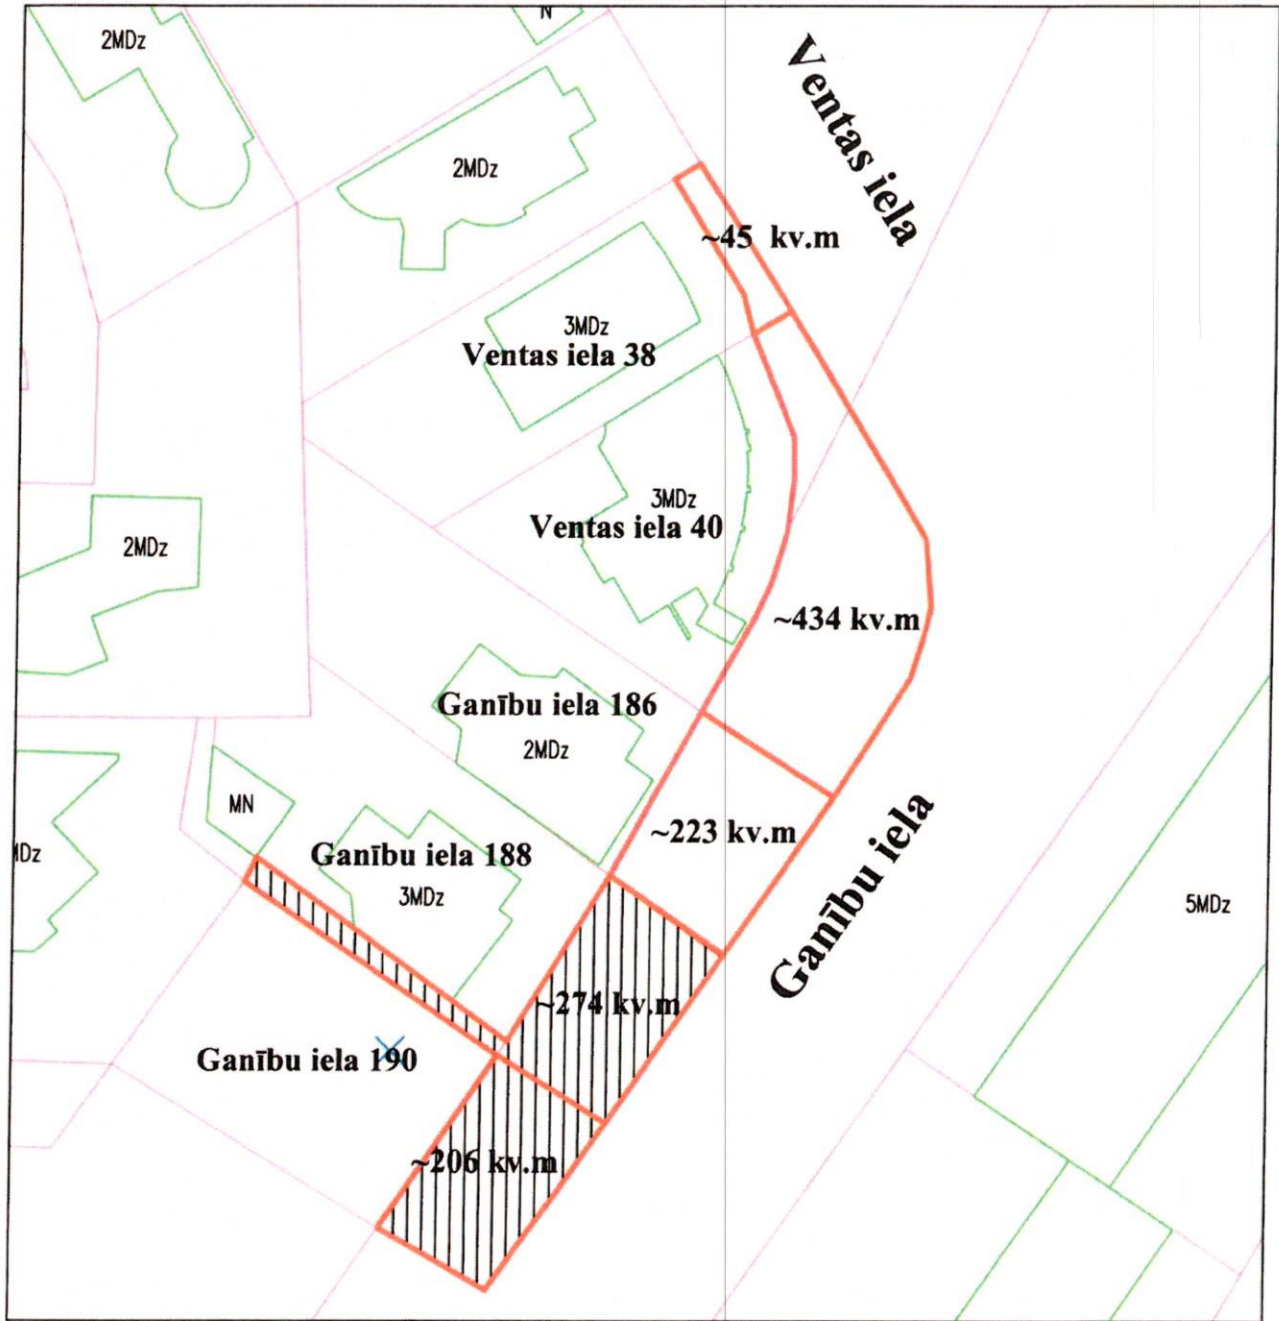 N
2MDz
Ventas iela
2MDz
~45 kv.m
3MDz
Ventas iela 38
3MDz
Ventas iela 40
2MDz
~434 kv.m
Ganību iela 186
2MDz
MN
~223 kv.m
Ganību iela
Ganību iela 188
3MDz
5MDz
~274 kv.m
Ganību iela 190
~206 kv.m